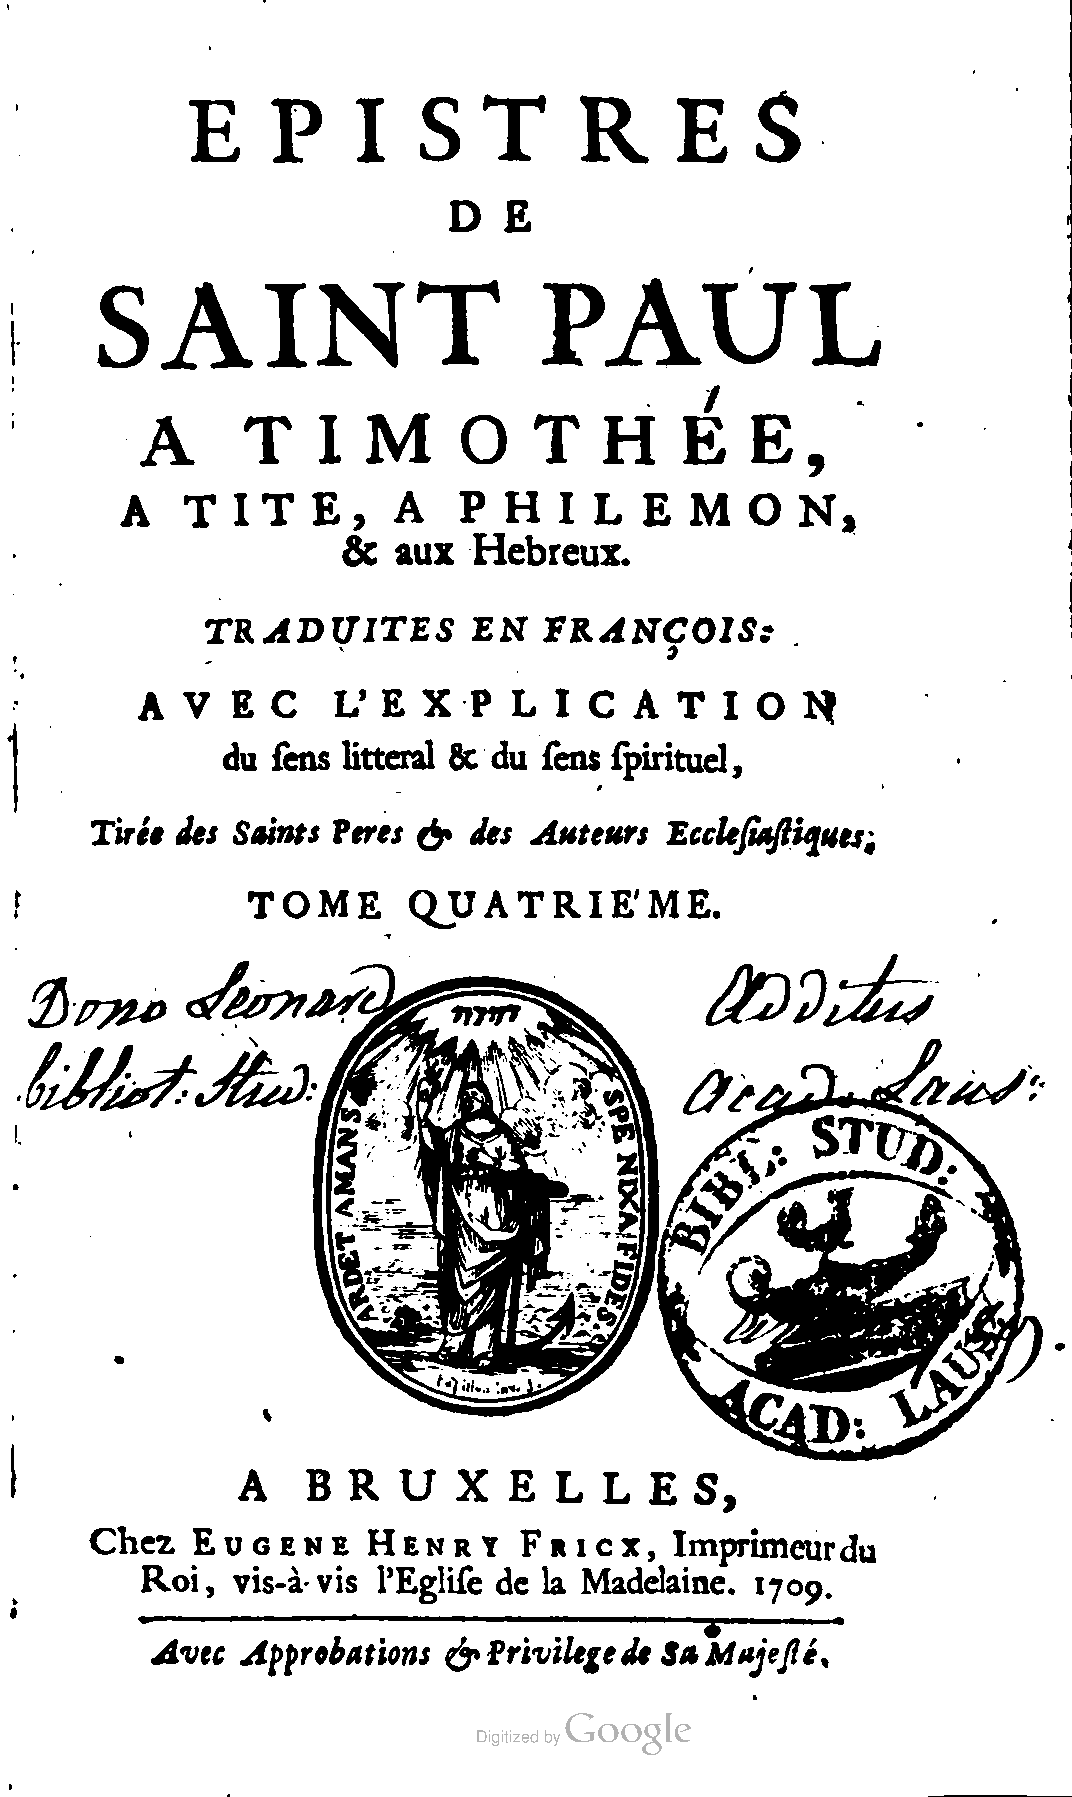 EPISTRES
DE
SAINT PAUL
A TIMOTHÉE,
A TITE, A PHILEMON,
& aux Hebreux.
TRADUITES EN FRANÇOIS:
AVEC L'EXPLICATION
du ſens litteral & du ſens ſpirituel,
Tirée des Saints Peres & des Auteurs Eccleſiaſtiques;
TOME QUATRIE'ME.
Dono Leonard Additus
bibliot: Stud: Acad. Laus:
ARDET AMANS SPE NIXA FIDES
BIBL: STUD:
ACAD: LAUS.
A BRUXELLES,
Chez EUGENE HENRY FRICX, Imprimeur du
Roi, vis-à-vis l'Egliſe de la Madelaine. 1709.
Avec Approbations & Privilege de Sa Majeſté.
Digitized by Google